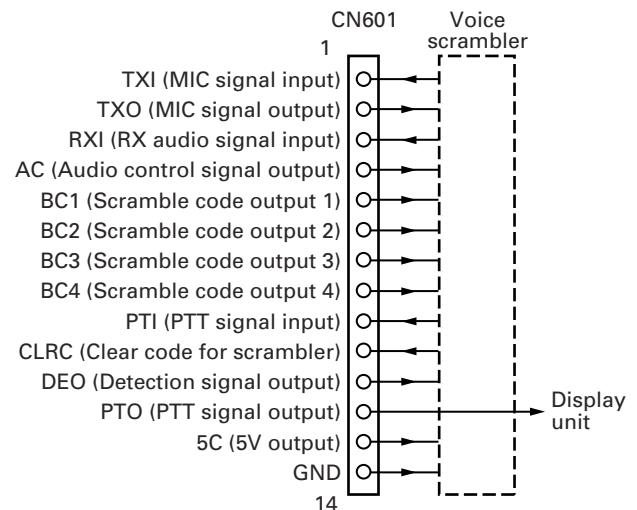 CN601
Voice
scrambler
1
TXI (MIC signal input)
TXO (MIC signal output)
RXI (RX audio signal input)
AC (Audio control signal output)
BC1 (Scramble code output 1)
BC2 (Scramble code output 2)
BC3 (Scramble code output 3)
BC4 (Scramble code output 4)
PTI (PTT signal input)
CLRC (Clear code for scrambler)
DEO (Detection signal output)
PTO (PTT signal output)
Display
unit
5C (5V output)
GND
14